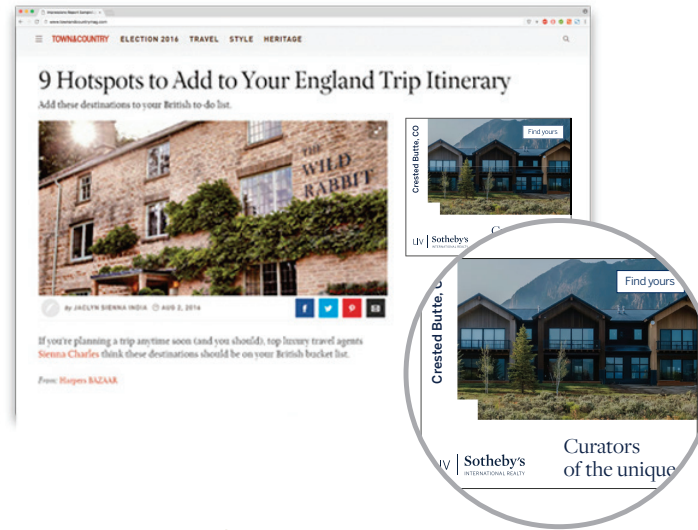 www.townandcountrymag.com
TOWN&COUNTRY ELECTION 2016 TRAVEL STYLE HERITAGE
9 Hotspots to Add to Your England Trip Itinerary
Add these destinations to your British to-do list.
THE
WILD
RABBIT
by JACLYN SIENNA INDIA AUG 2, 2016
If you're planning a trip anytime soon (and you should), top luxury travel agents
Sienna Charles think these destinations should be on your British bucket list.
From: Harpers BAZAAR
Crested Butte, CO
Find yours
LIV Sotheby's
INTERNATIONAL REALTY
Crested Butte, C
Find yours
IV Sotheby's
INTERNATIONAL REALTY
Curators
of the unique